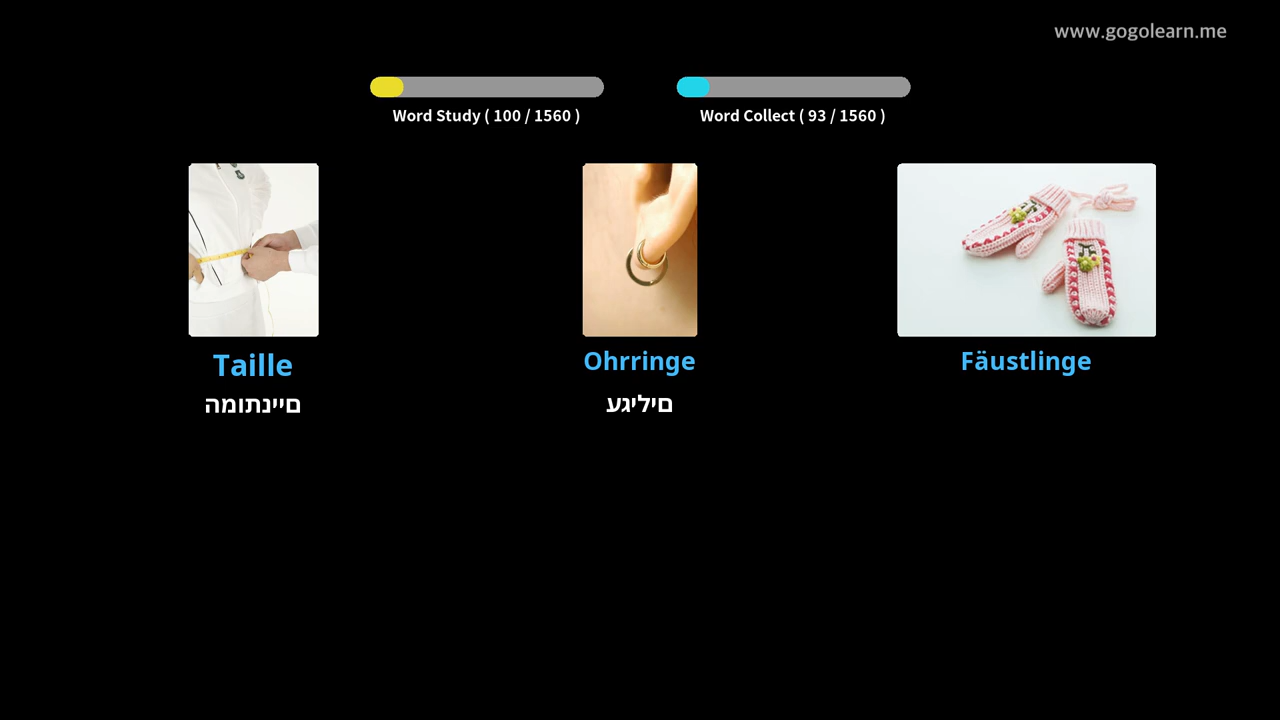 www.gogolearn.me
Word Study ( 100 / 1560 )
Word Collect ( 93 / 1560 )
Taille
םיינתומה
Ohrringe
םיליגע
Fäustlinge